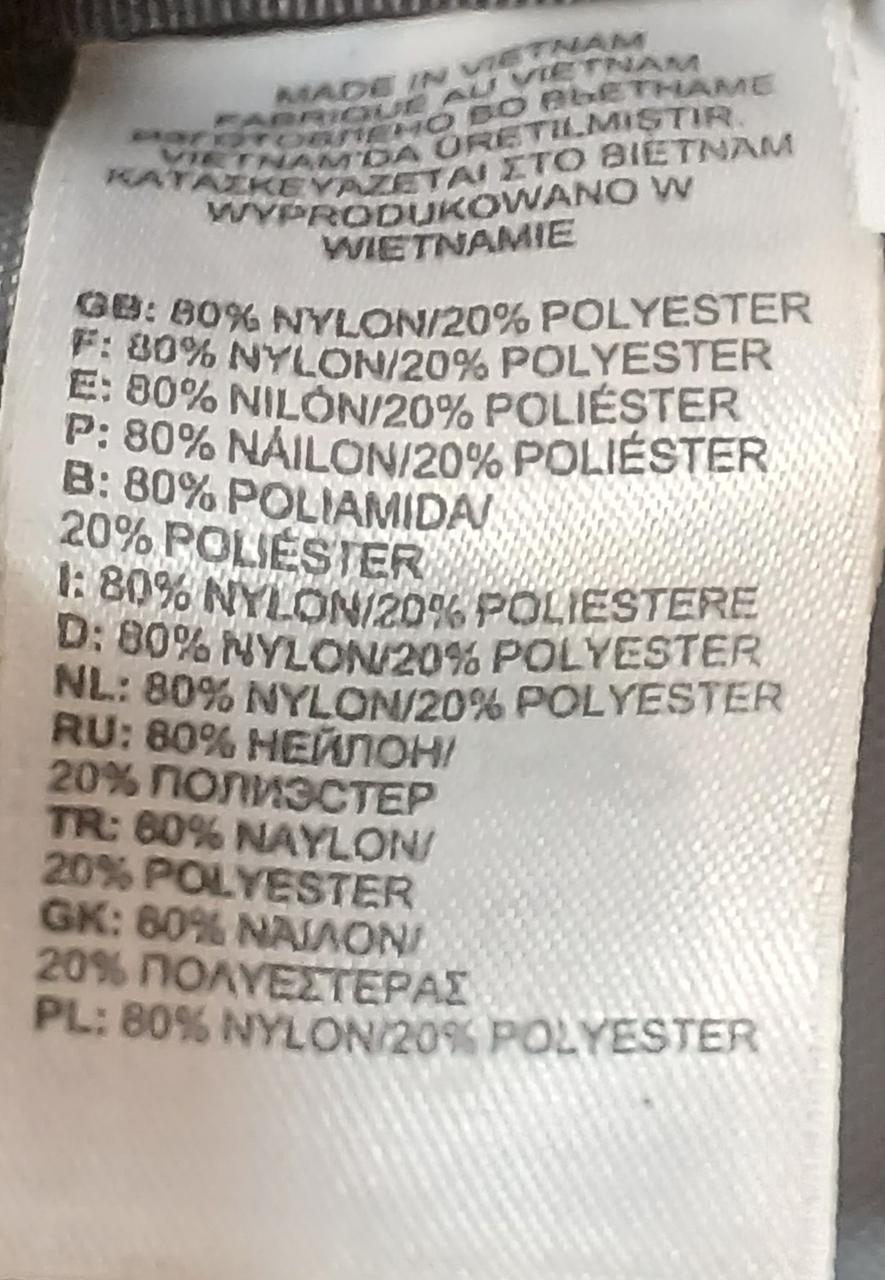 MADE IN VIETNAM
FABRIQUÉ AU VIETNAM
ИЗГОТОВЛЕНО ВО ВЬЕТНАМЕ
VIETNAM'DA ÜRETILMIŞTIR.
ΚΑΤΑΣΚΕΥΑΖΕΤΑΙ ΣΤΟ ΒΙΕΤΝΑΜ
WYPRODUKOWANO W
WIETNAMIE
GB: 80% NYLON/20% POLYESTER
F: 80% NYLON/20% POLYESTER
E: 80% NILÓN/20% POLIÉSTER
P: 80% NÁILON/20% POLIÉSTER
B: 80% POLIAMIDA/
20% POLIÉSTER
I: 80% NYLON/20% POLIESTERE
D: 80% NYLON/20% POLYESTER
NL: 80% NYLON/20% POLYESTER
RU: 80% НЕЙЛОН/
20% ПОЛИЭСТЕР
TR: 80% NAYLON/
20% POLYESTER
GK: 80% ΝΑΙΛΟΝ/
20% ΠΟΛΥΕΣΤΕΡΑΣ
PL: 80% NYLON/20% POLYESTER